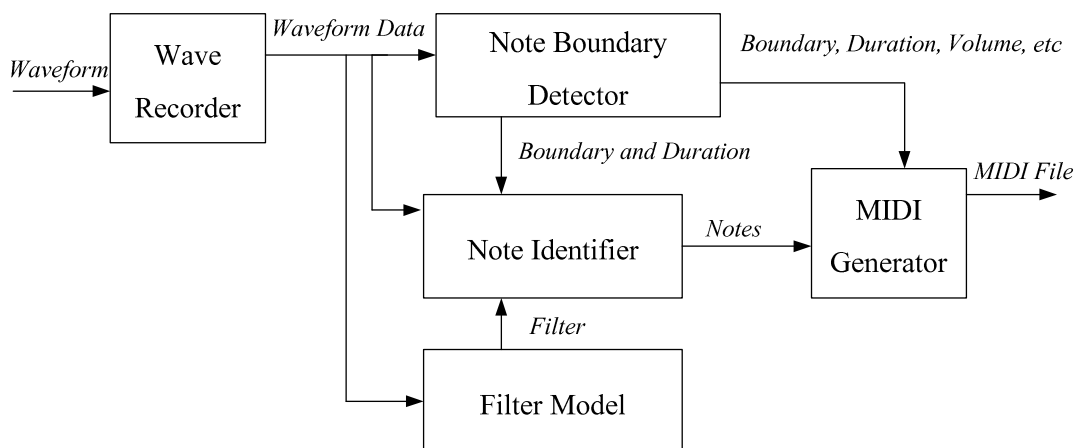 Waveform
Wave
Recorder
Waveform Data
Note Boundary
Detector
Boundary, Duration, Volume, etc
Boundary and Duration
Note Identifier
Notes
MIDI
Generator
MIDI File
Filter
Filter Model